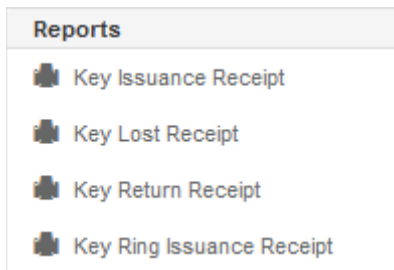 Reports
Key Issuance Receipt
Key Lost Receipt
Key Return Receipt
Key Ring Issuance Receipt